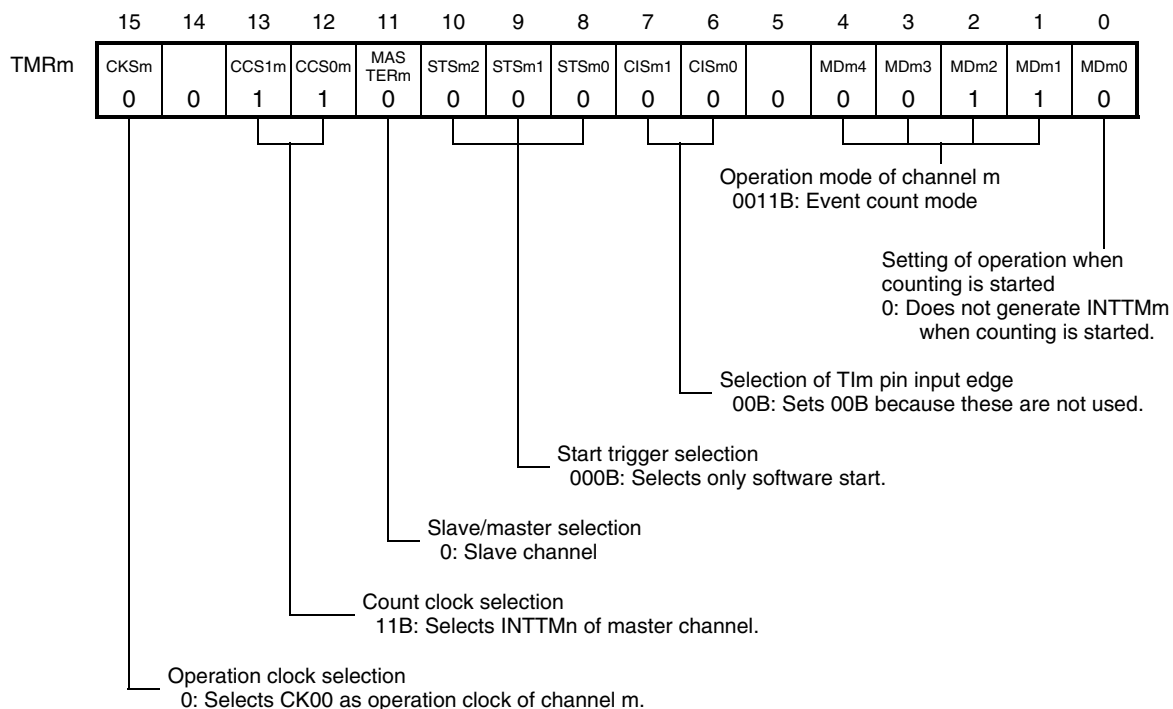 15 14 13 12 11 10 9 8 7 6 5 4 3 2 1 0
TMRm
CKSm CCS1m CCS0m MAS TERm STSm2 STSm1 STSm0 CISm1 CISm0 MDm4 MDm3 MDm2 MDm1 MDm0
0 0 1 1 0 0 0 0 0 0 0 0 0 1 1 0
Operation mode of channel m
0011B: Event count mode
Setting of operation when
counting is started
0: Does not generate INTTMm
when counting is started.
Selection of TIm pin input edge
00B: Sets 00B because these are not used.
Start trigger selection
000B: Selects only software start.
Slave/master selection
0: Slave channel
Count clock selection
11B: Selects INTTMn of master channel.
Operation clock selection
0: Selects CK00 as operation clock of channel m.